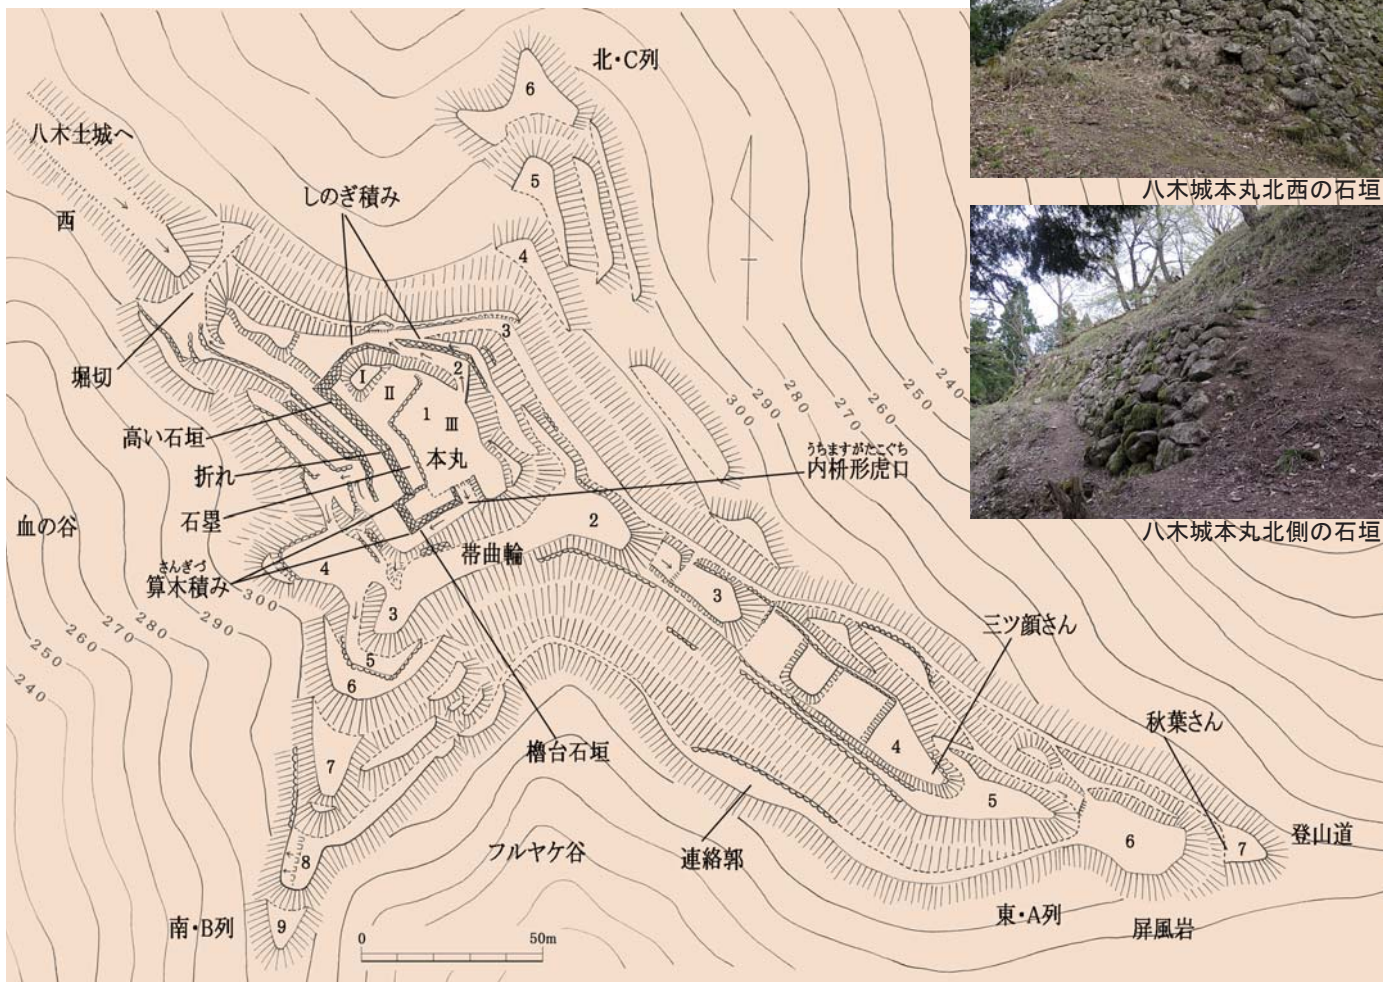 北・C列
6
八木土城へ
5
しのぎ積み
西
4
3
堀切
2
I
II
1
III
高い石垣
本丸
折れ
うちますがたこぐち
内枡形虎口
石塁
血の谷
2
帯曲輪
さんぎづ
算木積み
4
3
3
三ツ顔さん
5
6
秋葉さん
櫓台石垣
4
7
5
連絡郭
フルヤケ谷
6
7
登山道
8
東・A列
屏風岩
南・B列
9
0
50m
300
290
280
270
260
250
240
300
290
280
270
260
250
240
八木城本丸北西の石垣
八木城本丸北側の石垣